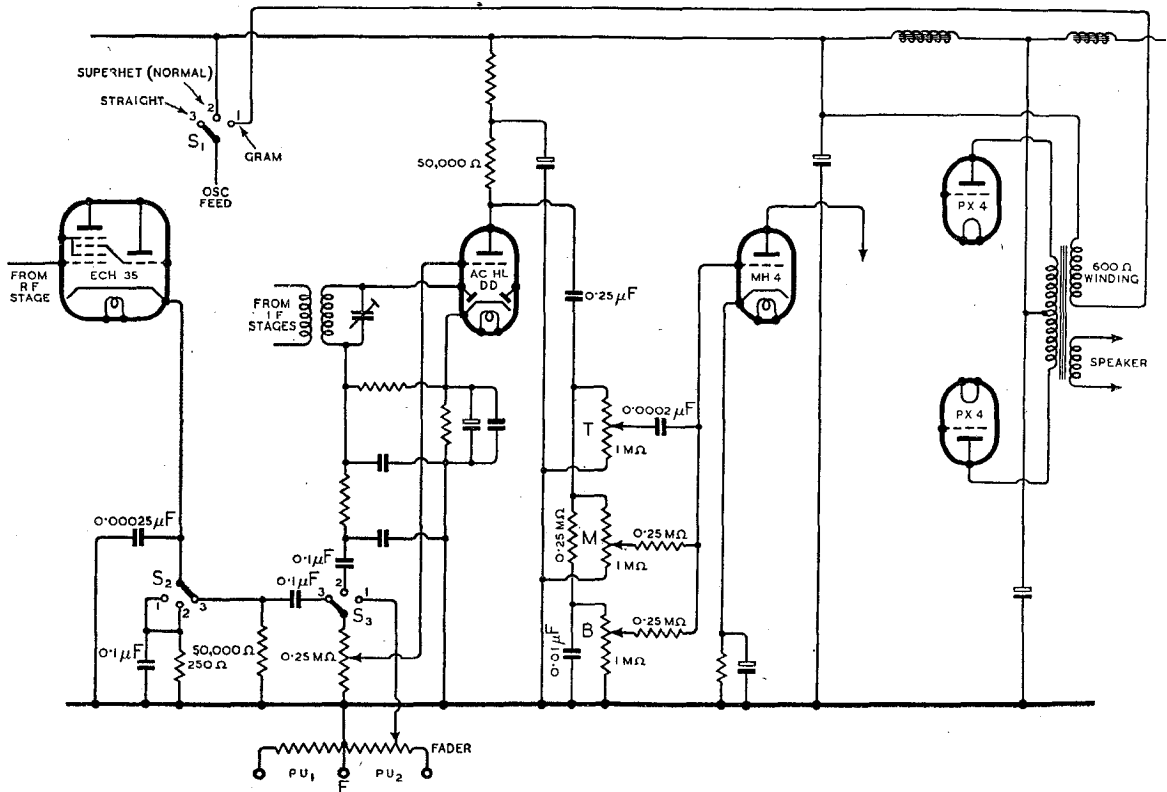 SUPERHET (NORMAL)
STRAIGHT
3
2
1
S1
GRAM
OSC
FEED
50,000 Ω
ECH 35
FROM
RF
STAGE
AC HL
DD
MH 4
PX 4
600 Ω
WINDING
FROM
I F
STAGES
0·25 μF
SPEAKER
0·0002 μF
T
1 MΩ
PX 4
0·00025 μF
0·25 MΩ
M
0·25 MΩ
1 MΩ
0·1 μF
S2
1
2
3
0·1 μF
3
2
1
S3
0·1 μF
50,000 Ω
250 Ω
0·25 MΩ
0·01 μF
B
0·25 MΩ
1 MΩ
FADER
PU1
E
PU2